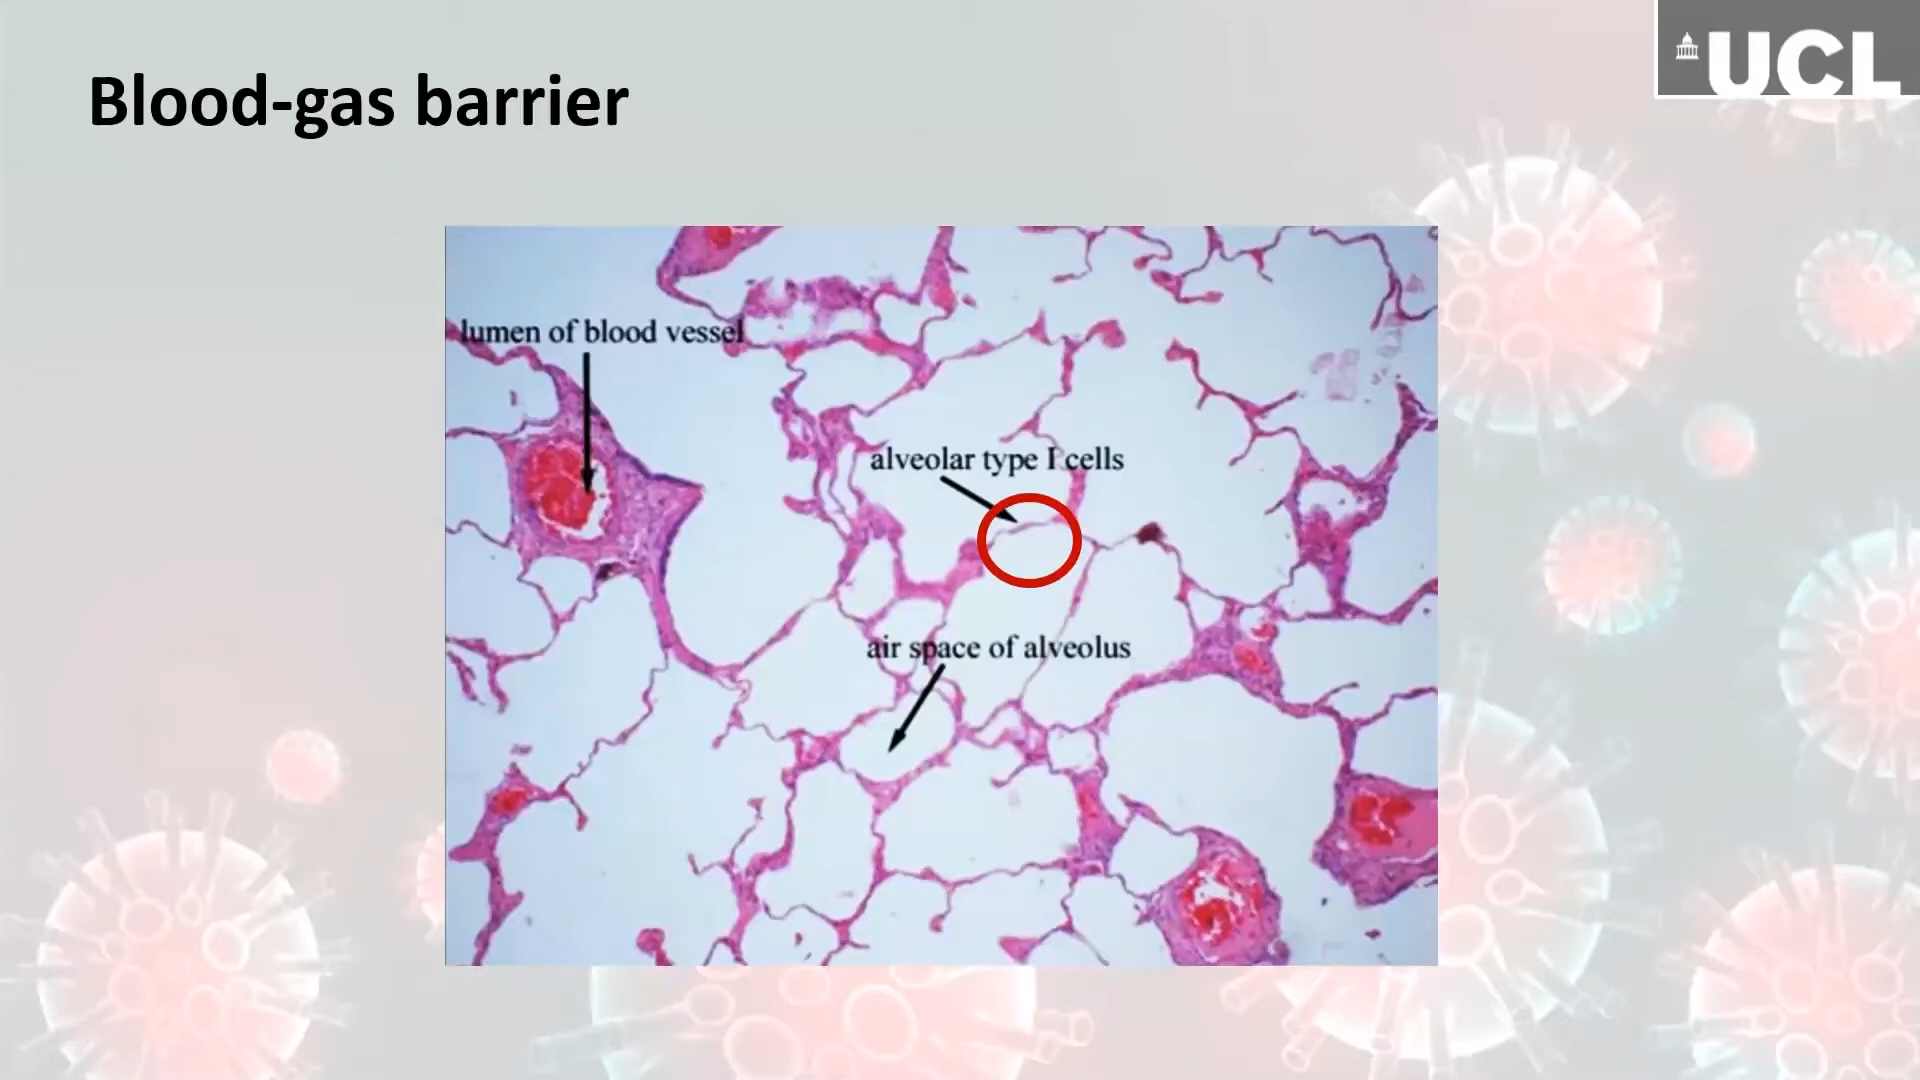 UCL
Blood-gas barrier
lumen of blood vessel
alveolar type I cells
air space of alveolus